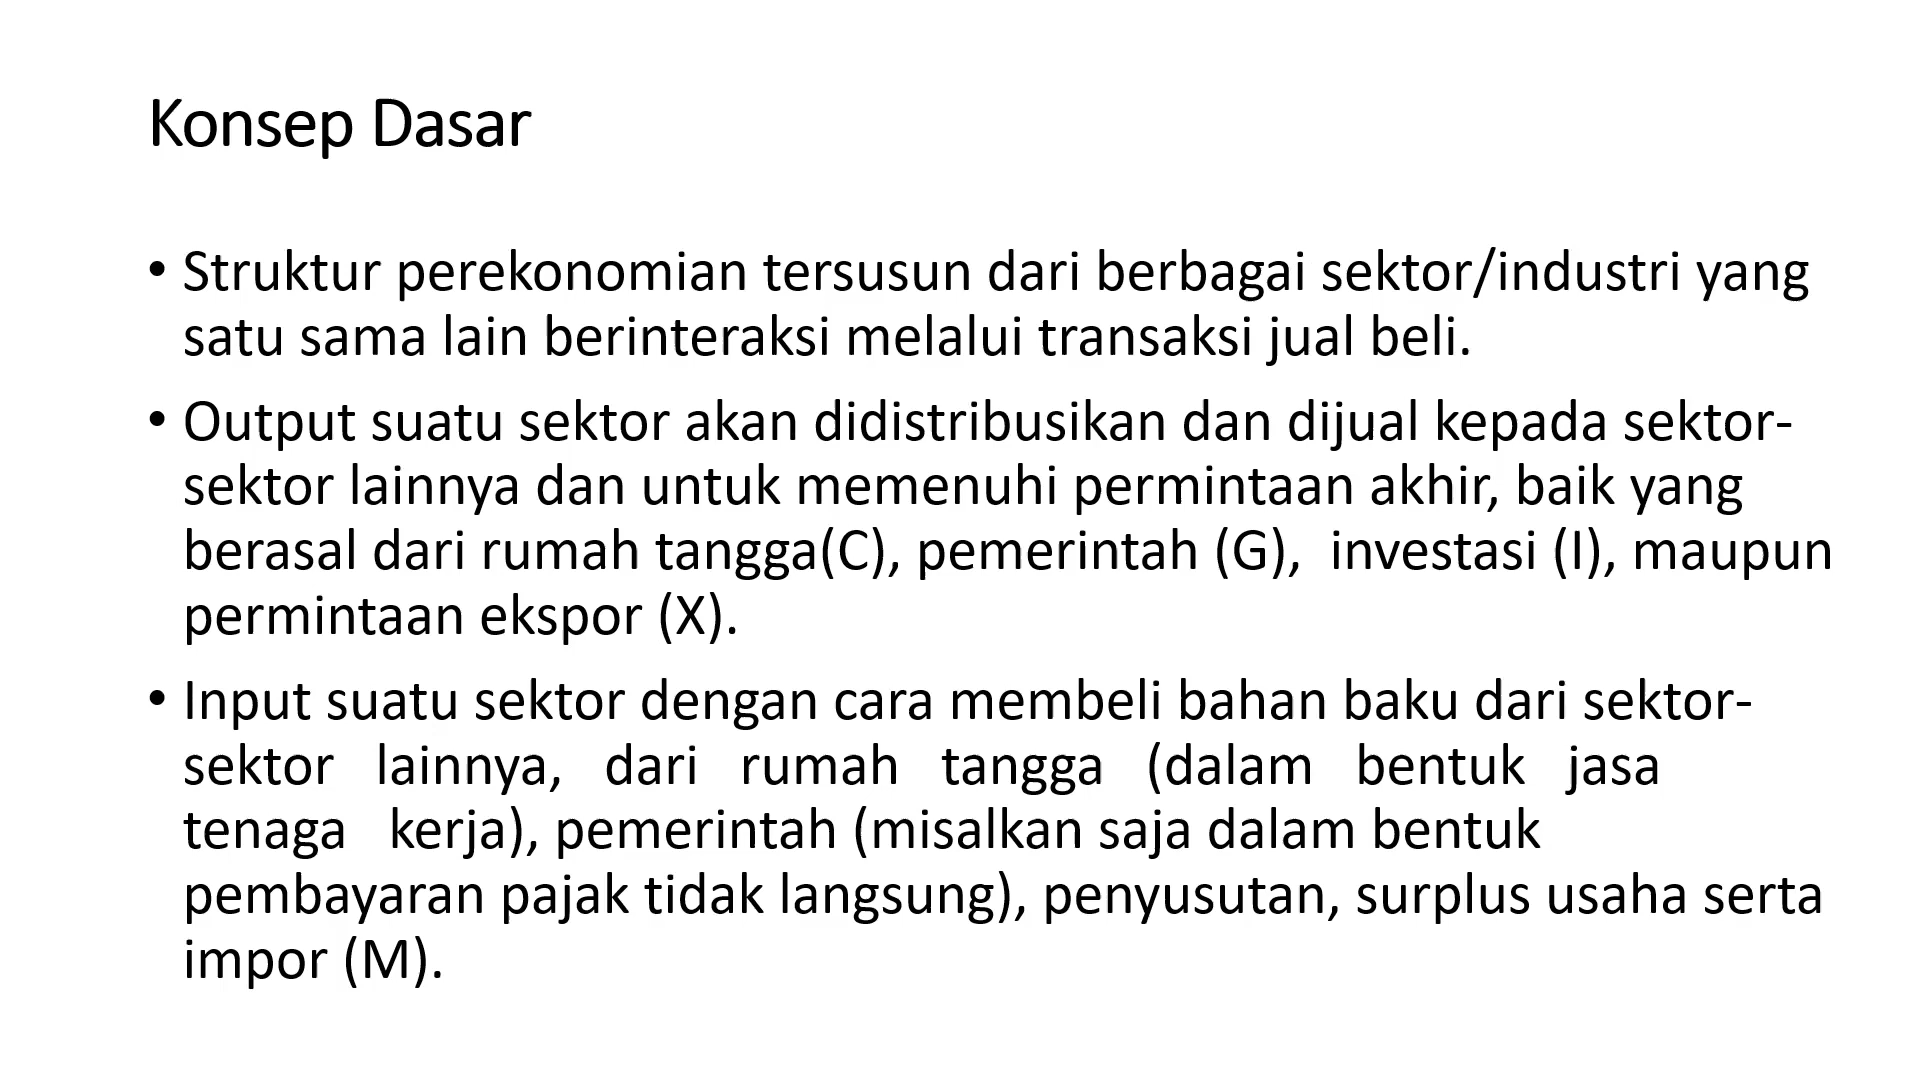 Konsep Dasar
• Struktur perekonomian tersusun dari berbagai sektor/industri yang
satu sama lain berinteraksi melalui transaksi jual beli.
• Output suatu sektor akan didistribusikan dan dijual kepada sektor-
sektor lainnya dan untuk memenuhi permintaan akhir, baik yang
berasal dari rumah tangga(C), pemerintah (G),  investasi (I), maupun
permintaan ekspor (X).
• Input suatu sektor dengan cara membeli bahan baku dari sektor-
sektor lainnya, dari rumah tangga (dalam bentuk jasa
tenaga kerja), pemerintah (misalkan saja dalam bentuk
pembayaran pajak tidak langsung), penyusutan, surplus usaha serta
impor (M).